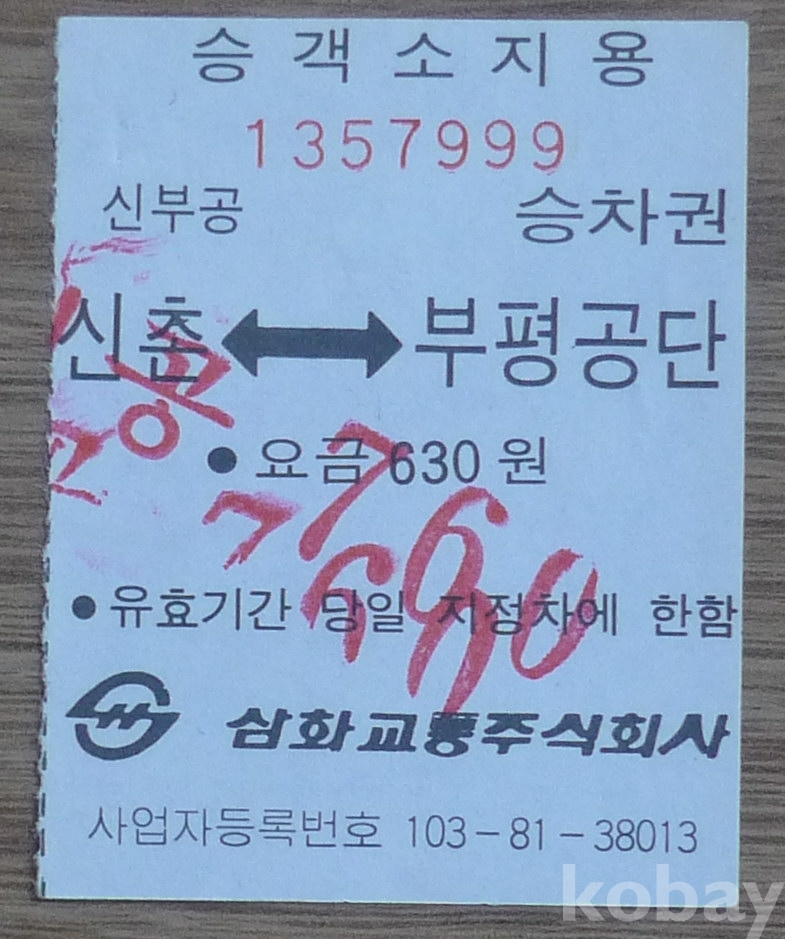 승객소지용
1357999
신부공 승차권
신촌 ↔ 부평공단
● 요금 630 원
● 유효기간 당일 지정차에 한함
삼화교통주식회사
사업자등록번호 103-81-38013
kobay